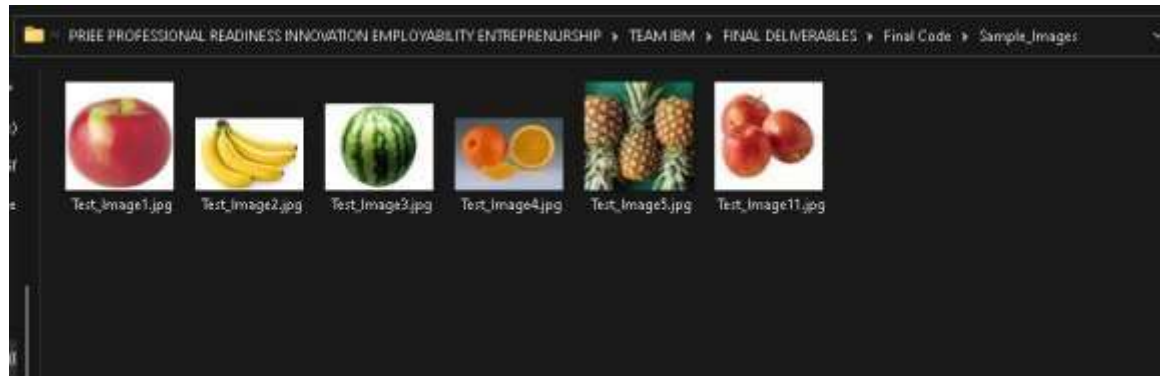 PRIEE PROFESSIONAL READINESS INNOVATION EMPLOYABILITY ENTREPRENURSHIP › TEAM IBM › FINAL DELIVERABLES › Final Code › Sample_Images
Test_Image1.jpg Test_Image2.jpg Test_Image3.jpg Test_Image4.jpg Test_Image5.jpg Test_Image11.jpg